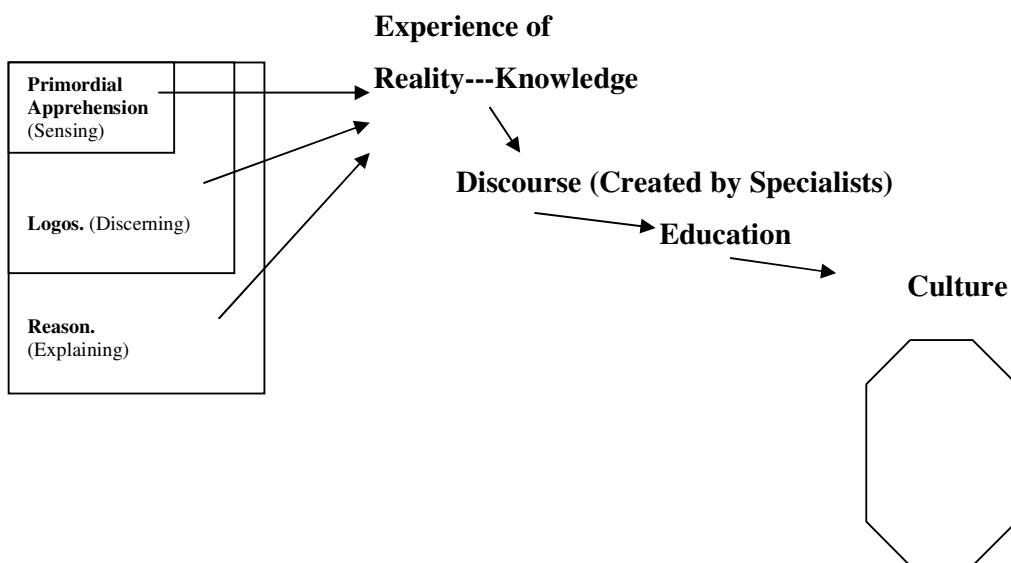 Experience of
Reality---Knowledge
Primordial
Apprehension
(Sensing)
Logos. (Discerning)
Reason.
(Explaining)
Discourse (Created by Specialists)
Education
Culture